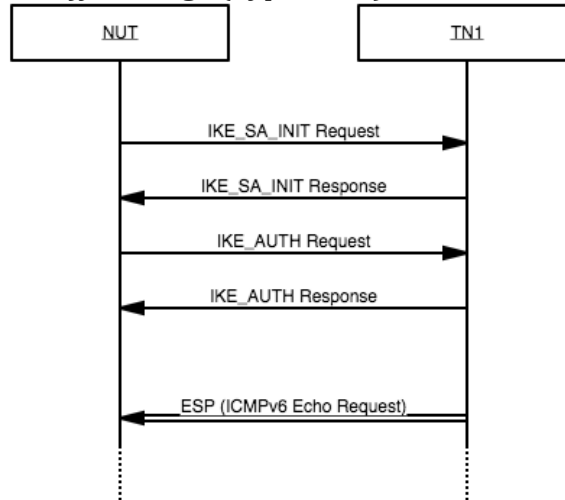 NUT
TN1
IKE_SA_INIT Request
IKE_SA_INIT Response
IKE_AUTH Request
IKE_AUTH Response
ESP (ICMPv6 Echo Request)